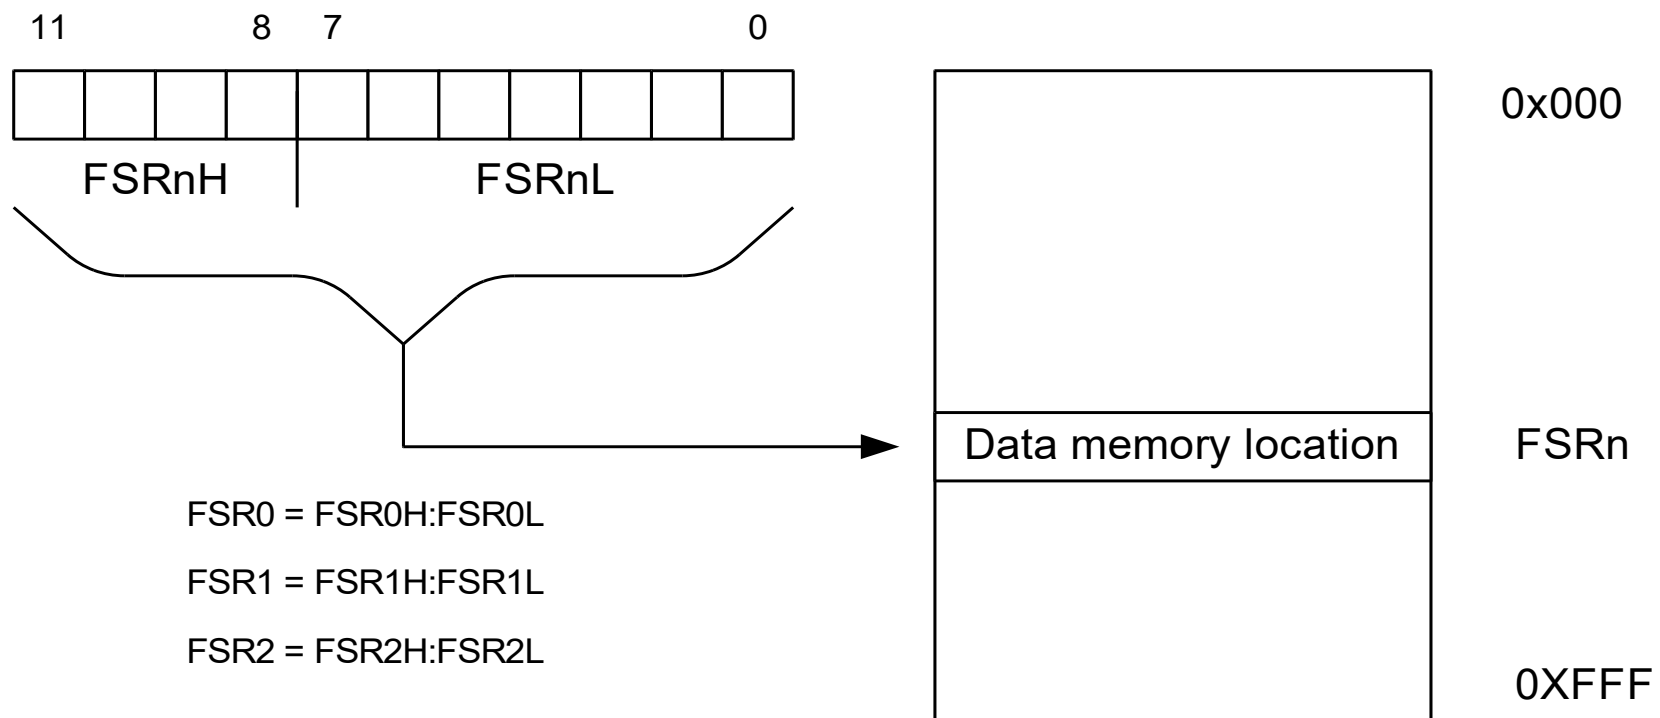 11 8 7 0
0x000
FSRnH FSRnL
Data memory location FSRn
FSR0 = FSR0H:FSR0L
FSR1 = FSR1H:FSR1L
FSR2 = FSR2H:FSR2L
0XFFF